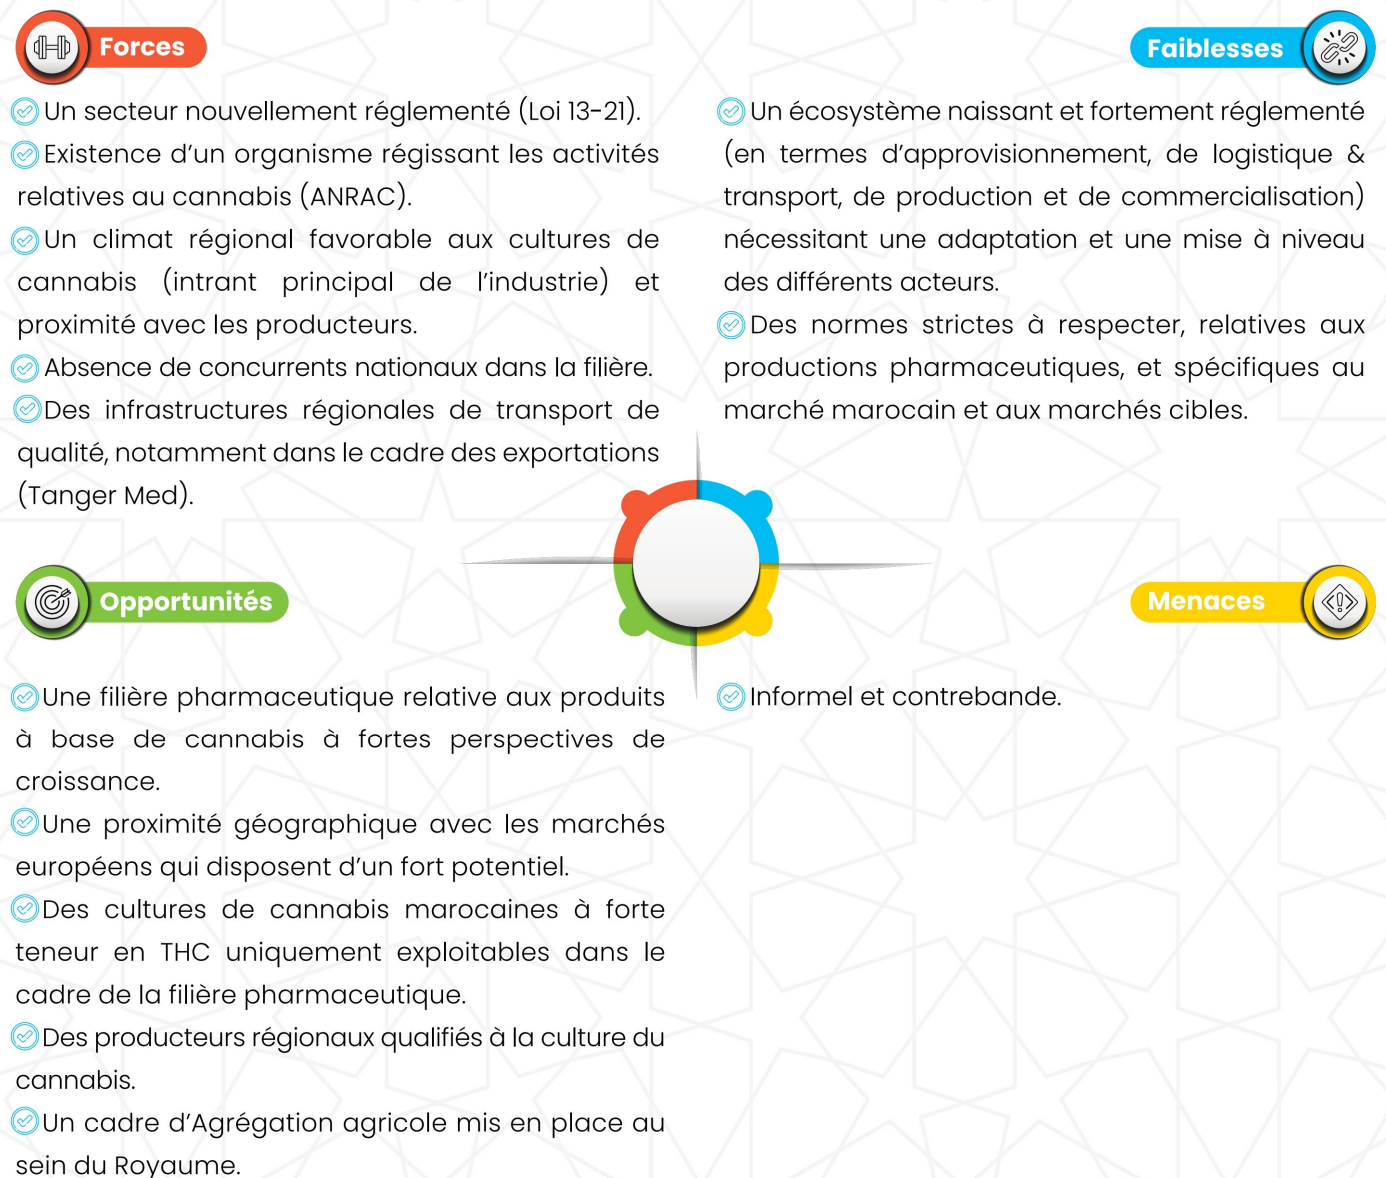 Forces
Un secteur nouvellement réglementé (Loi 13-21).
Existence d'un organisme régissant les activités
relatives au cannabis (ANRAC).
Un climat régional favorable aux cultures de
cannabis (intrant principal de l'industrie) et
proximité avec les producteurs.
Absence de concurrents nationaux dans la filière.
Des infrastructures régionales de transport de
qualité, notamment dans le cadre des exportations
(Tanger Med).
Faiblesses
Un écosystème naissant et fortement réglementé
(en termes d'approvisionnement, de logistique &
transport, de production et de commercialisation)
nécessitant une adaptation et une mise à niveau
des différents acteurs.
Des normes strictes à respecter, relatives aux
productions pharmaceutiques, et spécifiques au
marché marocain et aux marchés cibles.
Opportunités
Une filière pharmaceutique relative aux produits
à base de cannabis à fortes perspectives de
croissance.
Une proximité géographique avec les marchés
européens qui disposent d'un fort potentiel.
Des cultures de cannabis marocaines à forte
teneur en THC uniquement exploitables dans le
cadre de la filière pharmaceutique.
Des producteurs régionaux qualifiés à la culture du
cannabis.
Un cadre d'Agrégation agricole mis en place au
sein du Royaume.
Menaces
Informel et contrebande.